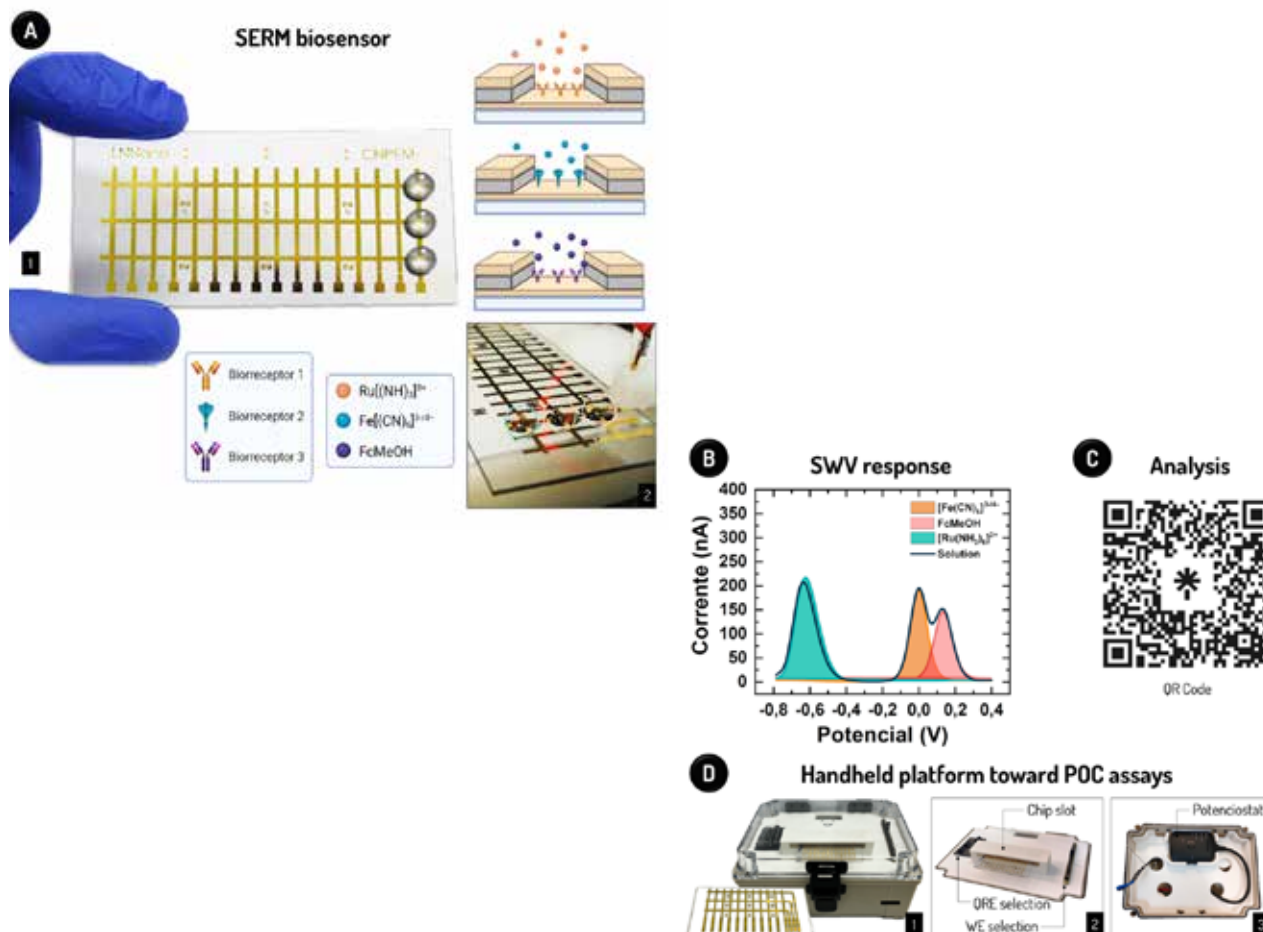 A
SERM biosensor
LNNano
CNPEM
1
Biorreceptor 1
Biorreceptor 2
Biorreceptor 3
Fe[(CN)₆]³⁻/⁴⁻
FcMeOH
2
B
SWV response
400
350
300
250
200
150
100
50
0
Corrente (nA)
[Fe(CN)₆]³⁻/⁴⁻
FcMeOH
[Ru(NH₃)₆]³⁺
Solution
-0,8 -0,6 -0,4 -0,2 0,0 0,2 0,4
Potencial (V)
C
Analysis
QR Code
D
Handheld platform toward POC assays
1
Chip slot
QRE selection
WE selection
2
Potenciostat
3